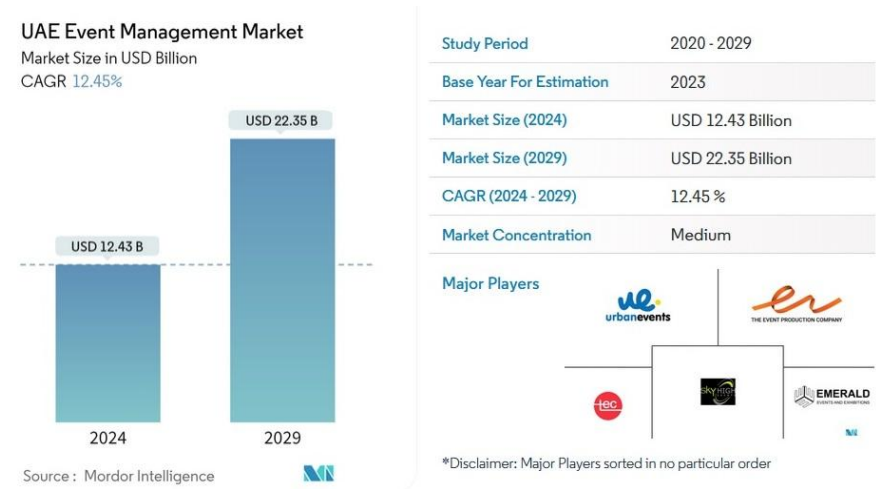 UAE Event Management Market
Market Size in USD Billion
CAGR 12.45%
USD 22.35 B
USD 12.43 B
2024
2029
Source : Mordor Intelligence
Study Period 2020 - 2029
Base Year For Estimation 2023
Market Size (2024) USD 12.43 Billion
Market Size (2029) USD 22.35 Billion
CAGR (2024 - 2029) 12.45 %
Market Concentration Medium
Major Players
ue
urbanevents
THE EVENT PRODUCTION COMPANY
tec
SKY HIGH
EMERALD
EVENTS AND EXHIBITIONS
*Disclaimer: Major Players sorted in no particular order